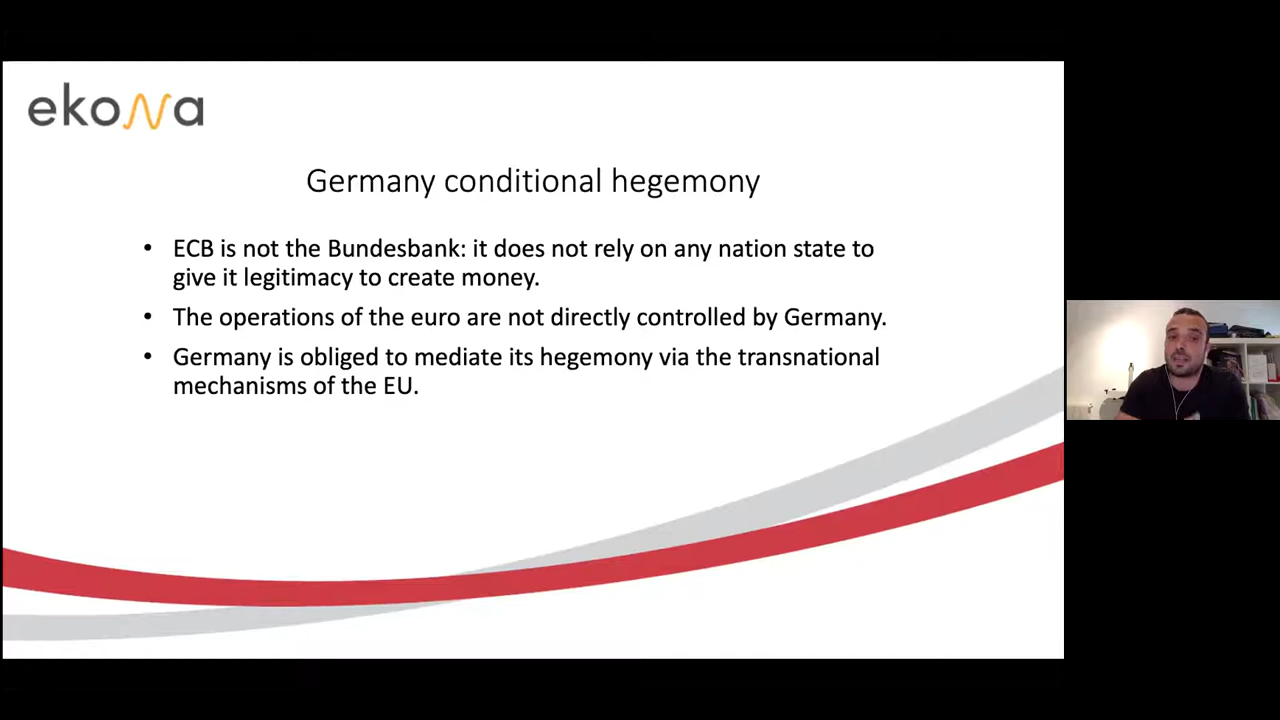 ekona
Germany conditional hegemony
• ECB is not the Bundesbank: it does not rely on any nation state to
give it legitimacy to create money.
• The operations of the euro are not directly controlled by Germany.
• Germany is obliged to mediate its hegemony via the transnational
mechanisms of the EU.